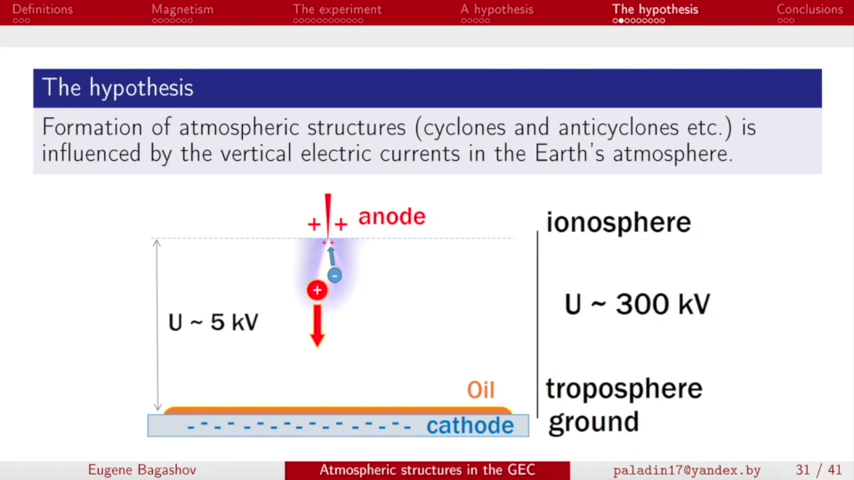 Definitions Magnetism The experiment A hypothesis The hypothesis Conclusions
The hypothesis
Formation of atmospheric structures (cyclones and anticyclones etc.) is
influenced by the vertical electric currents in the Earth's atmosphere.
+ + anode
ionosphere
+ +
-
+
U ~ 5 kV
U ~ 300 kV
Oil
troposphere
- - - - - - - - - - - - - - - - cathode
ground
Eugene Bagashov Atmospheric structures in the GEC paladin17@yandex.by 31 / 41